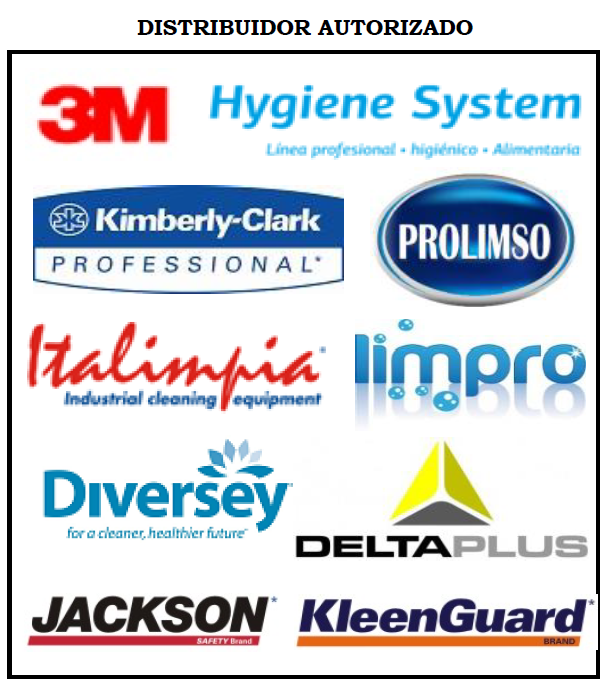 DISTRIBUIDOR AUTORIZADO
3M
Hygiene System
Línea profesional • higiénico • Alimentaria
Kimberly-Clark
PROFESSIONAL*
PROLIMSO
Italimpia
Industrial cleaning equipment
limpro
Diversey
for a cleaner, healthier future™
DELTAPLUS
JACKSON*
SAFETY Brand
KleenGuard*
BRAND